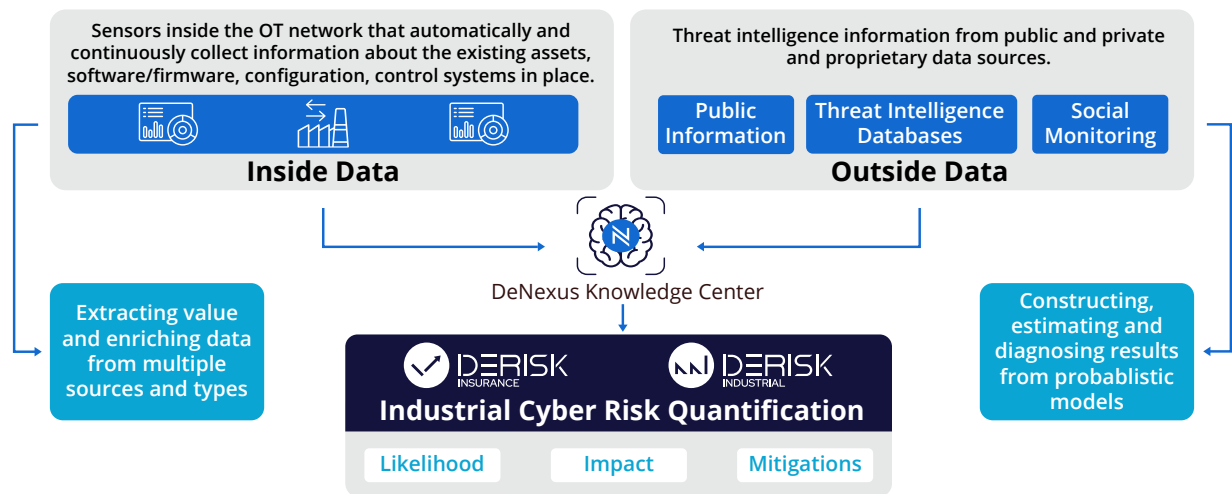 Sensors inside the OT network that automatically and
continuously collect information about the existing assets,
software/firmware, configuration, control systems in place.
Inside Data
Threat intelligence information from public and private
and proprietary data sources.
Public
Information
Threat Intelligence
Databases
Social
Monitoring
Outside Data
N
DeNexus Knowledge Center
Extracting value
and enriching data
from multiple
sources and types
Constructing,
estimating and
diagnosing results
from probablistic
models
DERISK
INSURANCE
DERISK
INDUSTRIAL
Industrial Cyber Risk Quantification
Likelihood
Impact
Mitigations